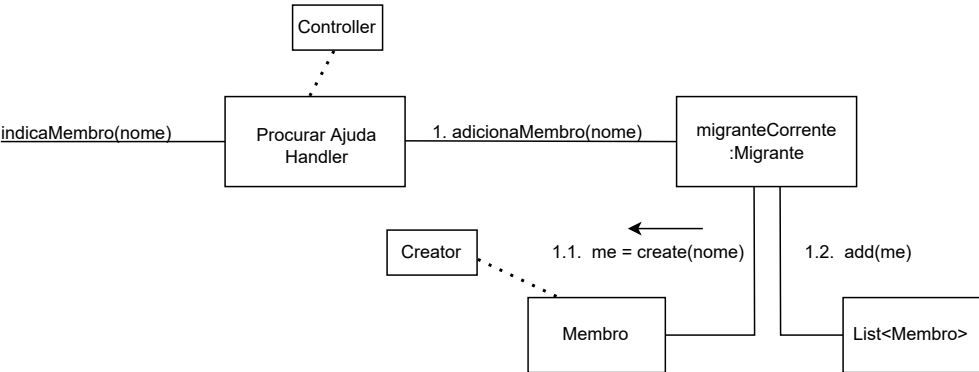 Controller
indicaMembro(nome)
Procurar Ajuda
Handler
1. adicionaMembro(nome)
migranteCorrente
:Migrante
Creator
1.1. me = create(nome)
1.2. add(me)
Membro
List<Membro>